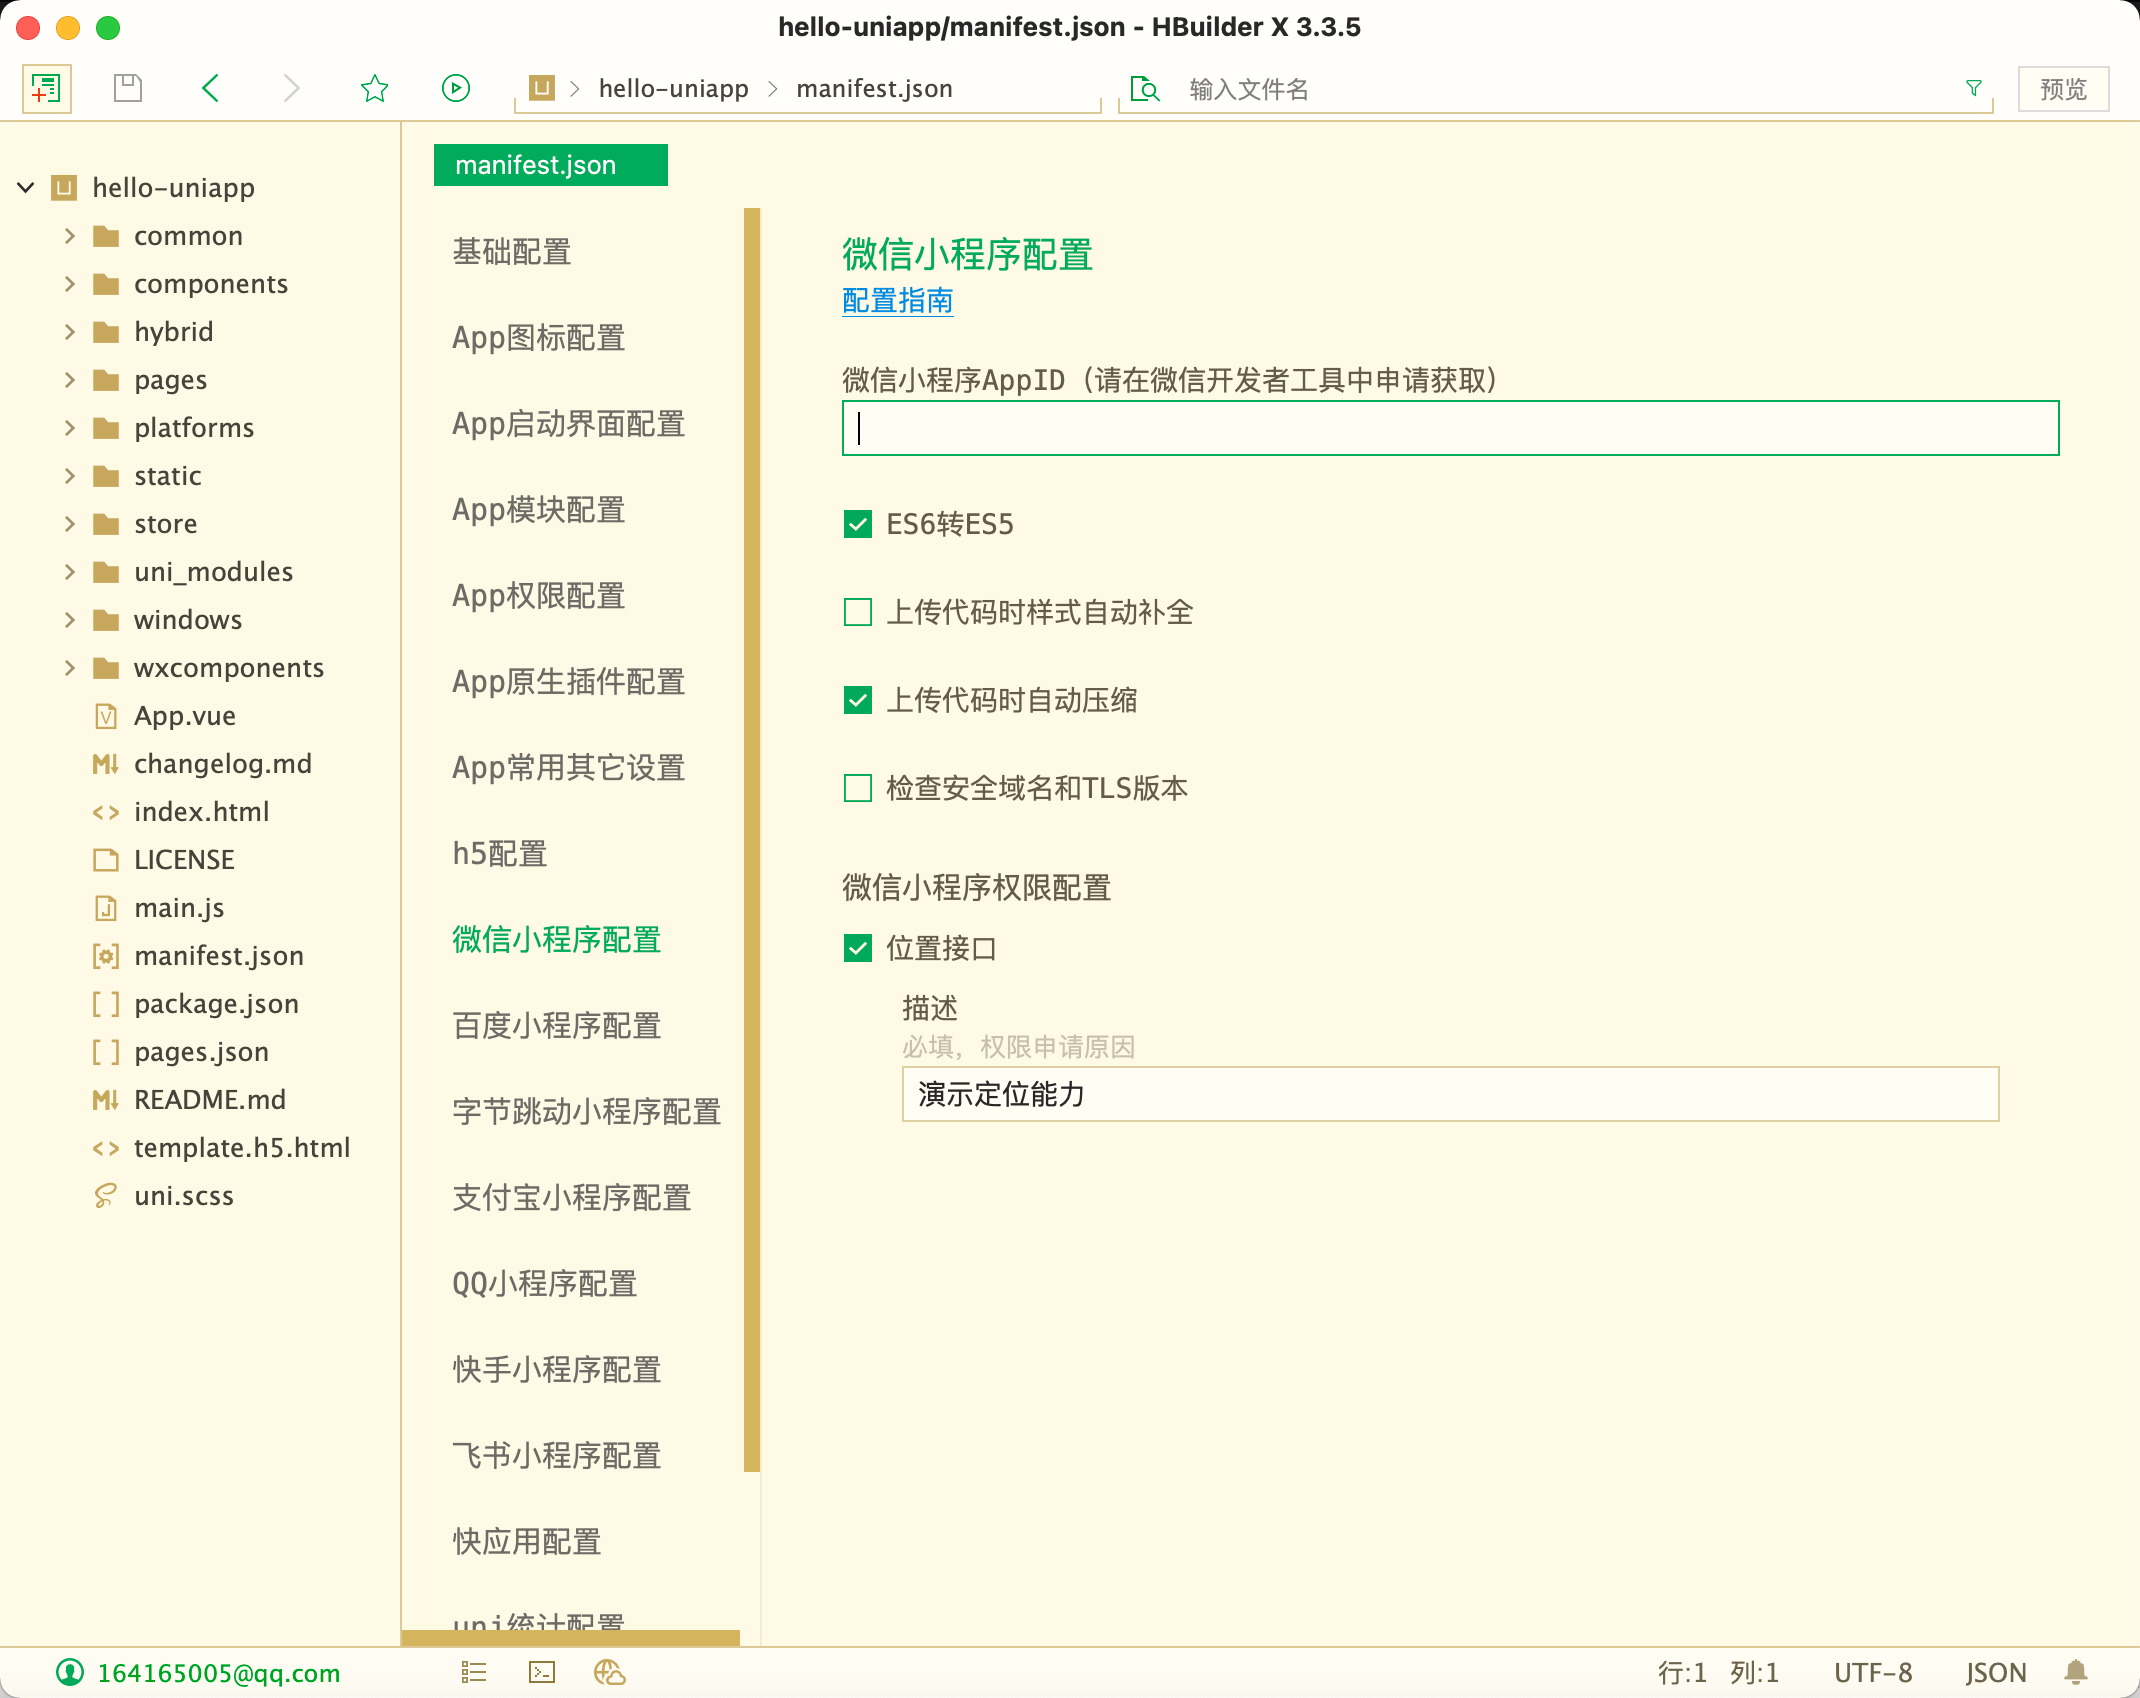 hello-uniapp/manifest.json - HBuilder X 3.3.5
hello-uniapp
manifest.json
输入文件名
预览
hello-uniapp
common
components
hybrid
pages
platforms
static
store
uni_modules
windows
wxcomponents
App.vue
changelog.md
index.html
LICENSE
main.js
manifest.json
package.json
pages.json
README.md
template.h5.html
uni.scss
manifest.json
基础配置
App图标配置
App启动界面配置
App模块配置
App权限配置
App原生插件配置
App常用其它设置
h5配置
微信小程序配置
百度小程序配置
字节跳动小程序配置
支付宝小程序配置
QQ小程序配置
快手小程序配置
飞书小程序配置
快应用配置
uni统计配置
微信小程序配置
配置指南
微信小程序AppID（请在微信开发者工具中申请获取）
ES6转ES5
上传代码时样式自动补全
上传代码时自动压缩
检查安全域名和TLS版本
微信小程序权限配置
位置接口
描述
必填，权限申请原因
演示定位能力
164165005@qq.com
行:1 列:1
UTF-8
JSON